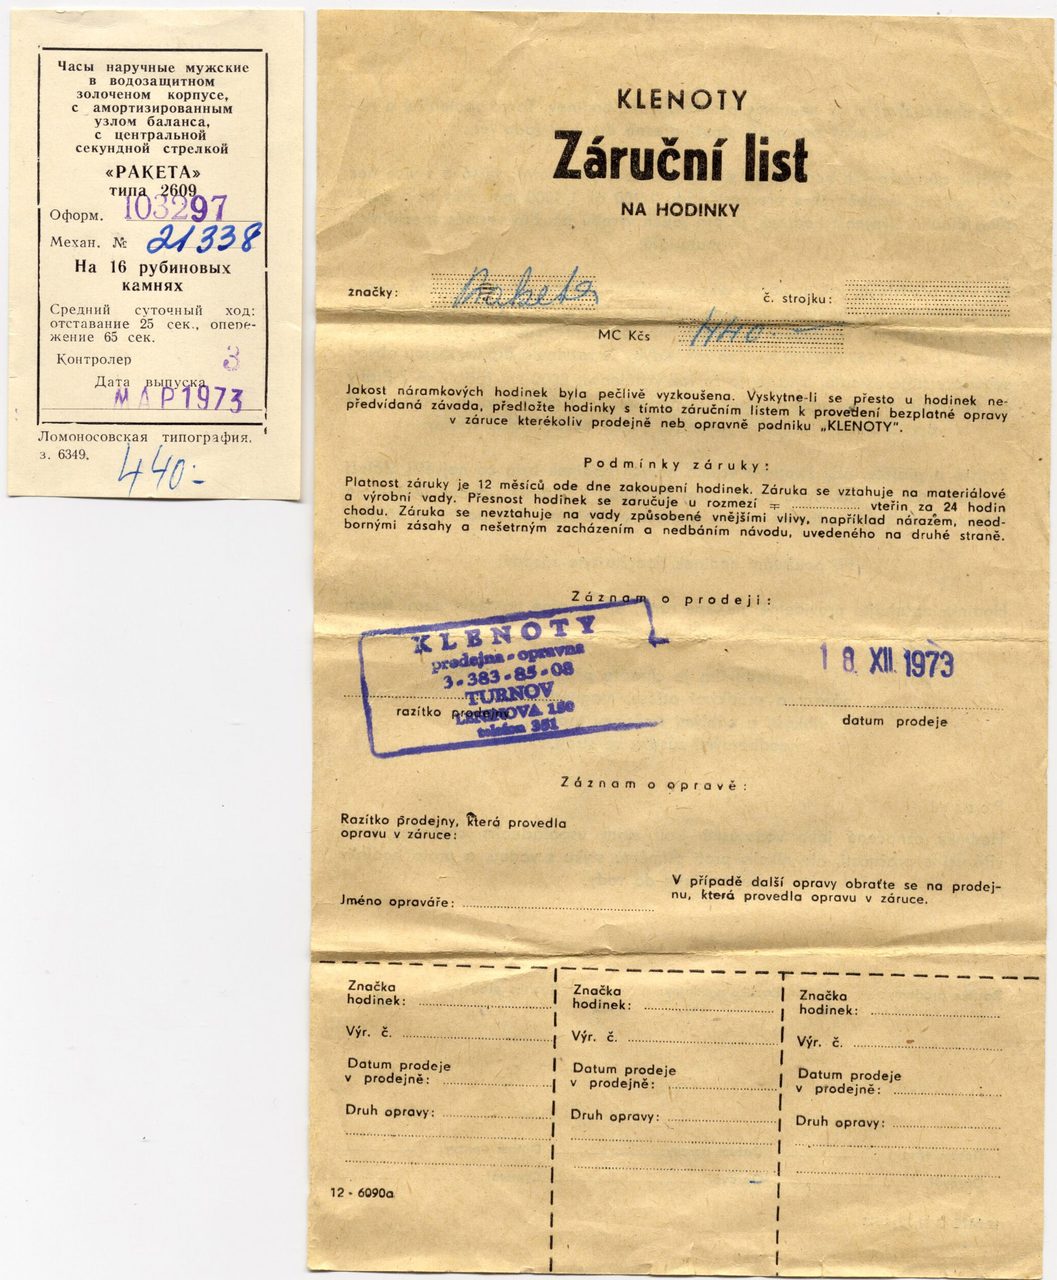 Часы наручные мужские
в водозащитном
золоченом корпусе,
с амортизированным
узлом баланса,
с центральной
секундной стрелкой
«РАКЕТА»
типа 2609
Оформ. 103297
Механ. № 21338
На 16 рубиновых
камнях
Средний суточный ход:
отставание 25 сек., опере-
жение 65 сек.
Контролер 3
Дата выпуска
МАР 1973
Ломоносовская типография.
з. 6349.
440.-
KLENOTY
Záruční list
NA HODINKY
značky: Raketa č. strojku:
MC Kčs 440.-
Jakost náramkových hodinek byla pečlivě vyzkoušena. Vyskytne-li se přesto u hodinek ne-
předvídaná závada, předložte hodinky s tímto záručním listem k provedení bezplatné opravy
v záruce kterékoliv prodejně neb opravně podniku „KLENOTY".
Podmínky záruky:
Platnost záruky je 12 měsíců ode dne zakoupení hodinek. Záruka se vztahuje na materiálové
a výrobní vady. Přesnost hodinek se zaručuje u rozmezí ∓ .................. vteřin za 24 hodin
chodu. Záruka se nevztahuje na vady způsobené vnějšími vlivy, například nárazem, neod-
bornými zásahy a nešetrným zacházením a nedbáním návodu, uvedeného na druhé straně.
Záznam o prodeji:
KLENOTY
prodejna - opravna
3-383-85-08
TURNOV
LENINOVA 150
telefon 351
razítko prodejny
18. XII. 1973
datum prodeje
Záznam o opravě:
Razítko prodejny, která provedla
opravu v záruce:
V případě další opravy obraťte se na prodej-
nu, která provedla opravu v záruce.
Jméno opraváře:
Značka
hodinek:
Výr. č.
Datum prodeje
v prodejně:
Druh opravy:
Značka
hodinek:
Výr. č.
Datum prodeje
v prodejně:
Druh opravy:
Značka
hodinek:
Výr. č.
Datum prodeje
v prodejně:
Druh opravy:
12 - 6090a